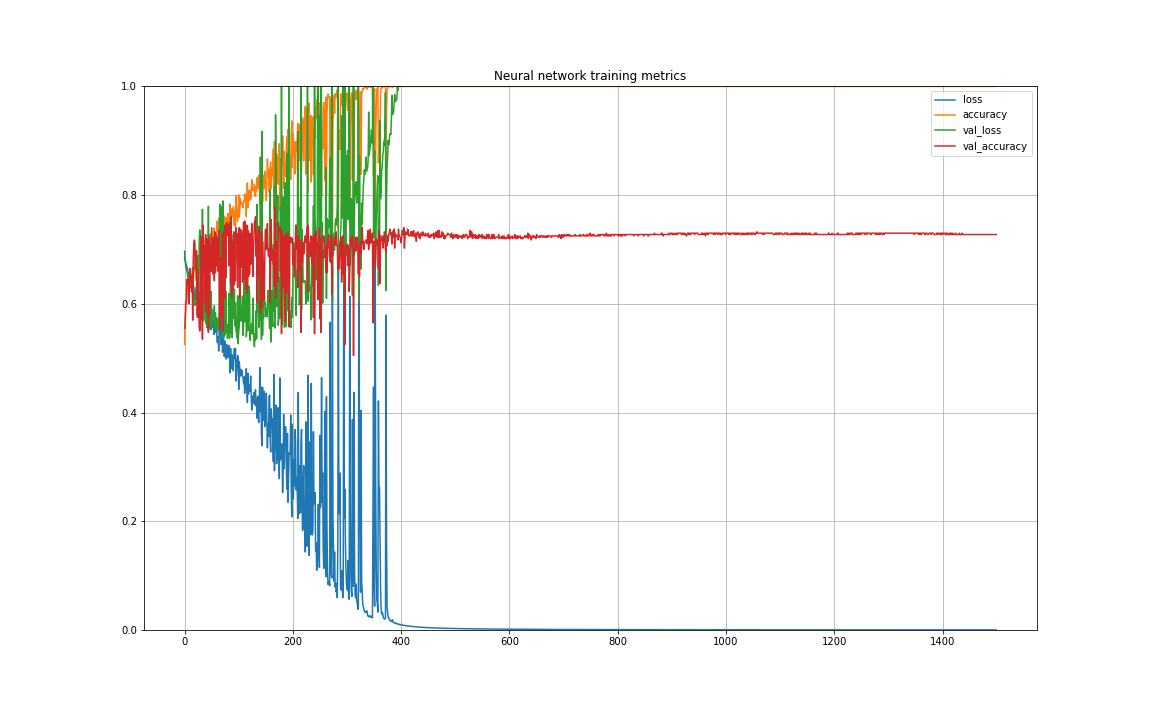 Neural network training metrics
1.0
0.8
0.6
0.4
0.2
0.0
loss
accuracy
val_loss
val_accuracy
0 200 400 600 800 1000 1200 1400